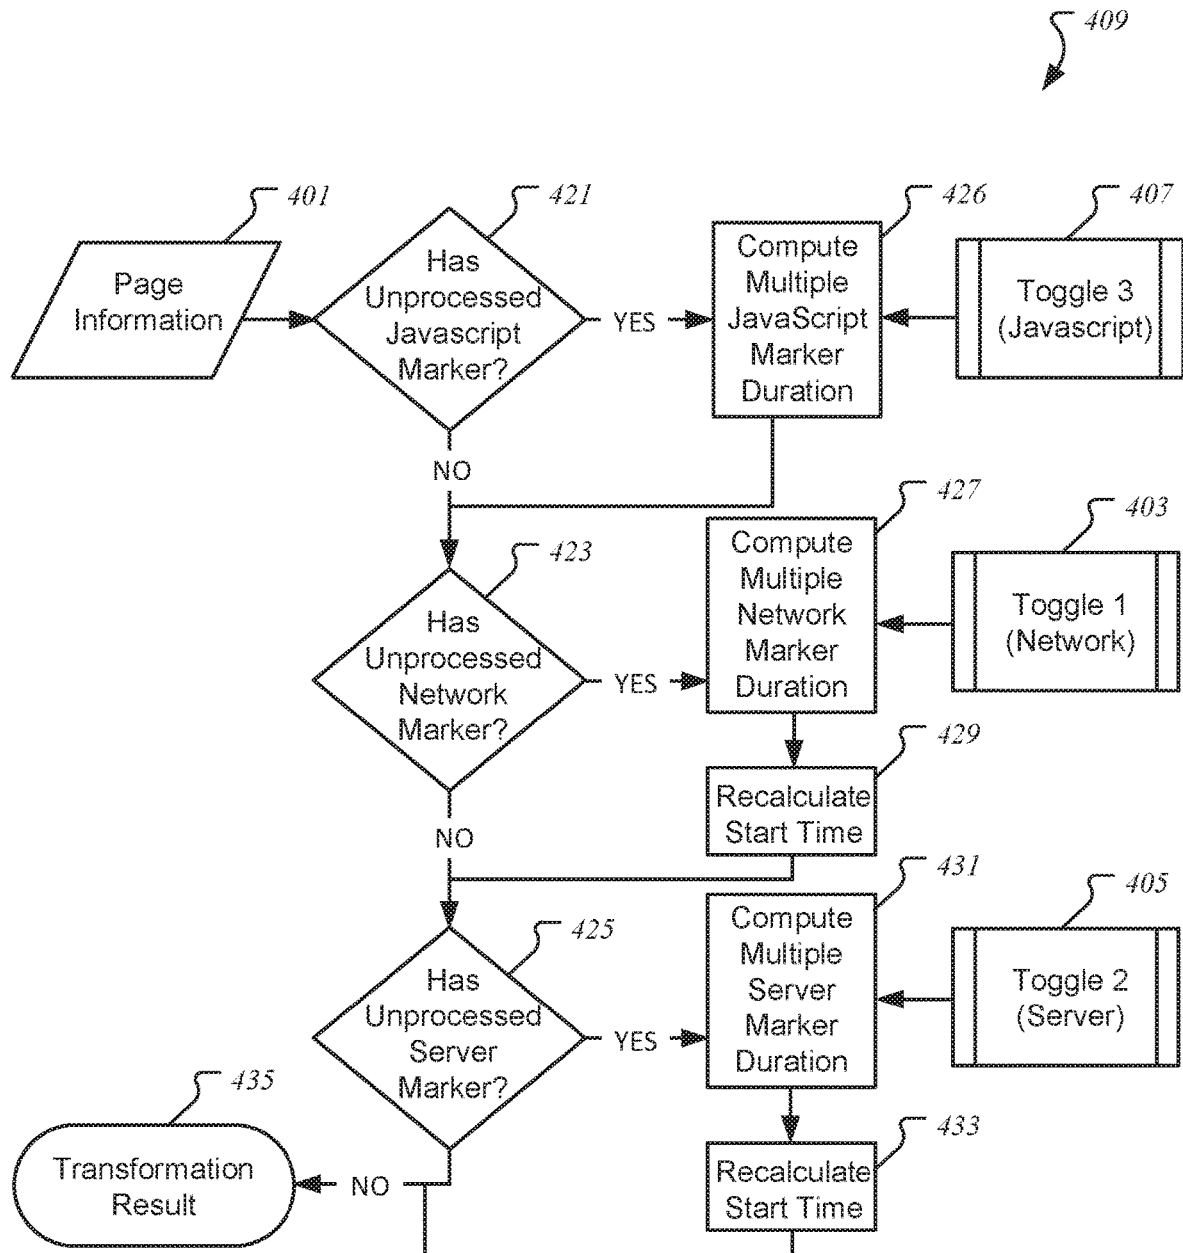 409
401
Page
Information
421
Has
Unprocessed
Javascript
Marker?
YES
NO
426
Compute
Multiple
JavaScript
Marker
Duration
407
Toggle 3
(Javascript)
423
Has
Unprocessed
Network
Marker?
YES
NO
427
Compute
Multiple
Network
Marker
Duration
403
Toggle 1
(Network)
429
Recalculate
Start Time
425
Has
Unprocessed
Server
Marker?
YES
NO
431
Compute
Multiple
Server
Marker
Duration
405
Toggle 2
(Server)
433
Recalculate
Start Time
435
Transformation
Result